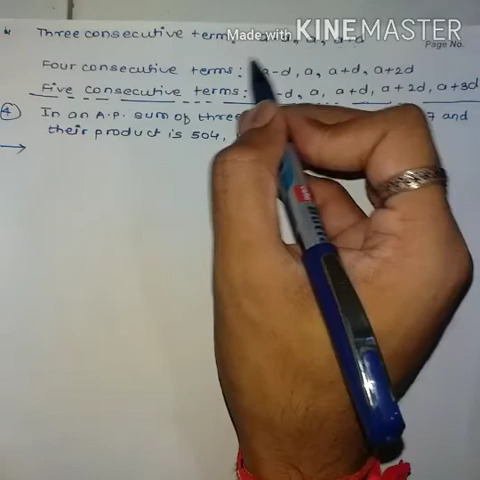 Made with KINEMASTER
Three consecutive terms a, a+d
Page No.
Four consecutive terms: a-d, a, a+d, a+2d
Five consecutive terms: -d, a, a+d, a+2d, a+3d
4 In an A.P. sum of three 7 and
their product is 504,